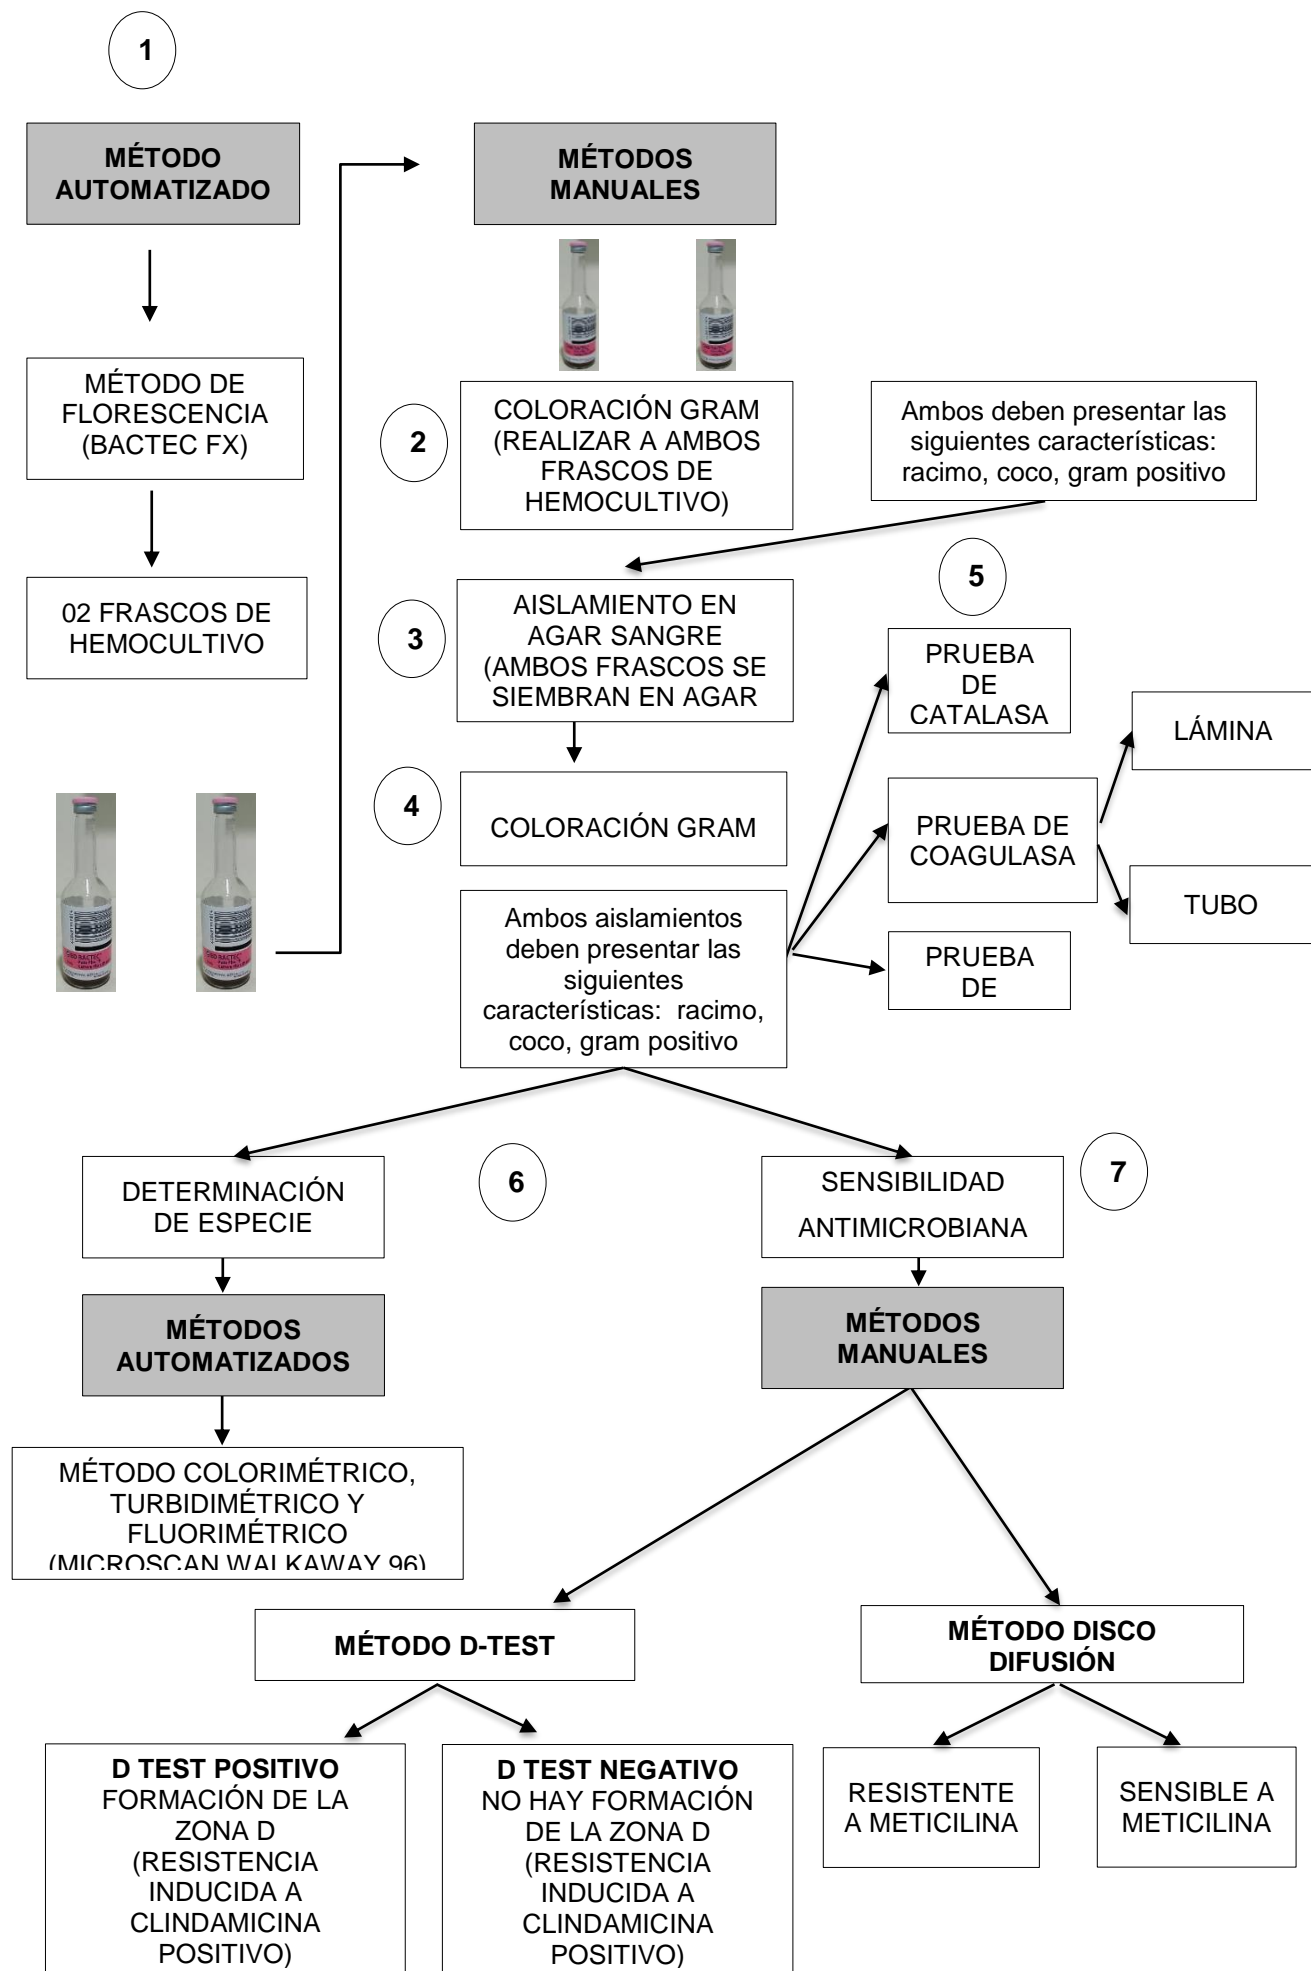 1
MÉTODO
AUTOMATIZADO
MÉTODO DE
FLORESCENCIA
(BACTEC FX)
02 FRASCOS DE
HEMOCULTIVO
MÉTODOS
MANUALES
2
COLORACIÓN GRAM
(REALIZAR A AMBOS
FRASCOS DE
HEMOCULTIVO)
Ambos deben presentar las
siguientes característicias:
racimo, coco, gram positivo
3
AISLAMIENTO EN
AGAR SANGRE
(AMBOS FRASCOS SE
SIEMBRAN EN AGAR
4
COLORACIÓN GRAM
Ambos aislamientos
deben presentar las
siguientes
característicias: racimo,
coco, gram positivo
5
PRUEBA
DE
CATALASA
PRUEBA DE
COAGULASA
LÁMINA
TUBO
PRUEBA
DE
DETERMINACIÓN
DE ESPECIE
6
MÉTODOS
AUTOMATIZADOS
MÉTODO COLORIMÉTRICO,
TURBIDIMÉTRICO Y
FLUORIMÉTRICO
(MICROSCAN WALKAWAY 96)
SENSIBILIDAD
ANTIMICROBIANA
7
MÉTODOS
MANUALES
MÉTODO D-TEST
D TEST POSITIVO
FORMACIÓN DE LA
ZONA D
(RESISTENCIA
INDUCIDA A
CLINDAMICINA
POSITIVO)
D TEST NEGATIVO
NO HAY FORMACIÓN
DE LA ZONA D
(RESISTENCIA
INDUCIDA A
CLINDAMICINA
POSITIVO)
MÉTODO DISCO
DIFUSIÓN
RESISTENTE
A METICILINA
SENSIBLE A
METICILINA